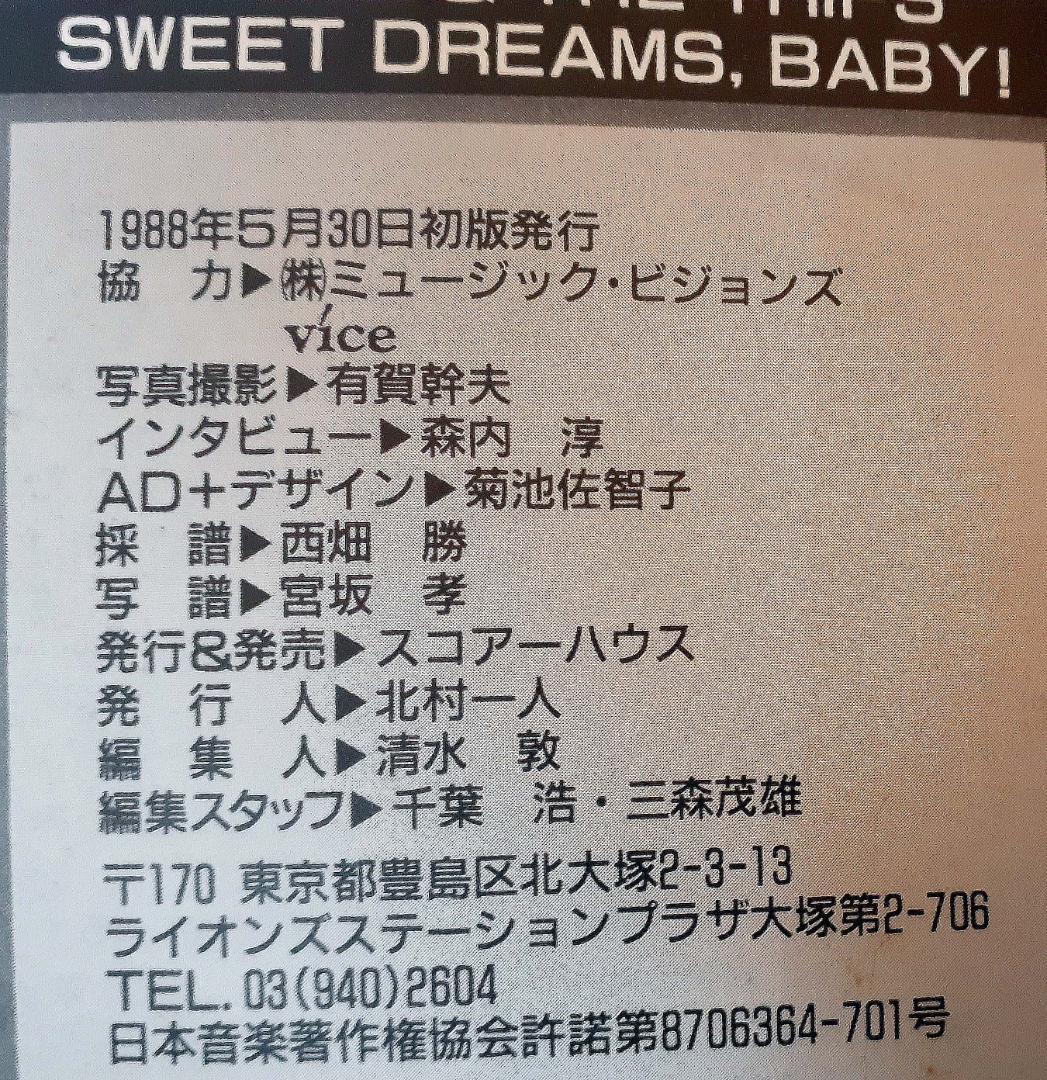 & THE TRIPS
SWEET DREAMS, BABY!
1988年5月30日初版発行
協　力▶㈱ミュージック・ビジョンズ
vice
写真撮影▶有賀幹夫
インタビュー▶森内　淳
AD+デザイン▶菊池佐智子
採　譜▶西畑　勝
写　譜▶宮坂　孝
発行&発売▶スコアーハウス
発　行　人▶北村一人
編　集　人▶清水　敦
編集スタッフ▶千葉　浩・三森茂雄
〒170 東京都豊島区北大塚2-3-13
ライオンズステーションプラザ大塚第2-706
TEL. 03(940)2604
日本音楽著作権協会許諾第8706364-701号